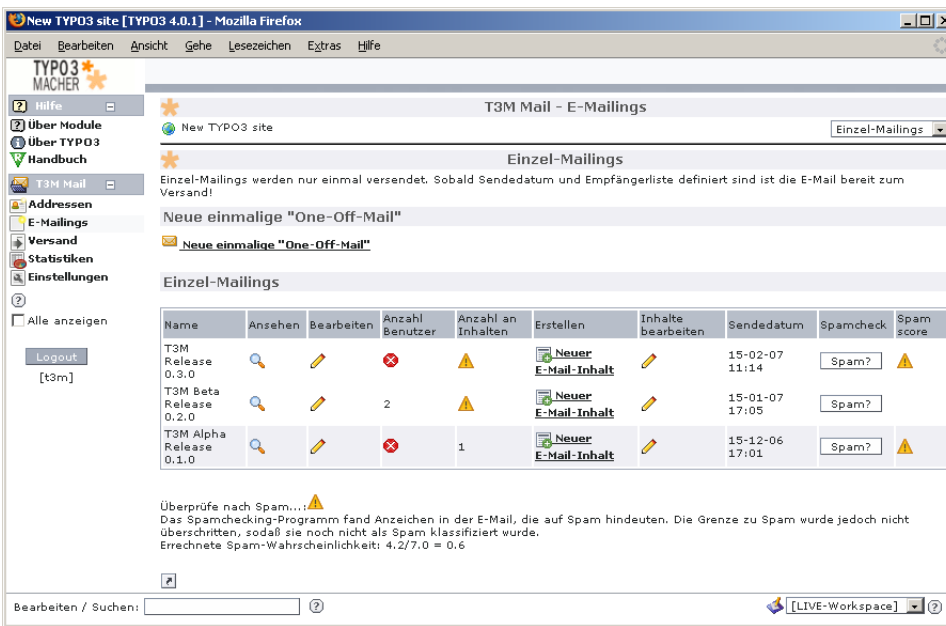 New TYPO3 site [TYPO3 4.0.1] - Mozilla Firefox
Datei Bearbeiten Ansicht Gehe Lesezeichen Extras Hilfe
TYPO3
MACHER
Hilfe
Über Module
Über TYPO3
Handbuch
T3M Mail
Addressen
E-Mailings
Versand
Statistiken
Einstellungen
Alle anzeigen
Logout
[t3m]
T3M Mail - E-Mailings
New TYPO3 site
Einzel-Mailings
Einzel-Mailings
Einzel-Mailings werden nur einmal versendet. Sobald Sendedatum und Empfängerliste definiert sind ist die E-Mail bereit zum
Versand!
Neue einmalige "One-Off-Mail"
Neue einmalige "One-Off-Mail"
Einzel-Mailings
Name Ansehen Bearbeiten Anzahl Benutzer Anzahl an Inhalten Erstellen Inhalte bearbeiten Sendedatum Spamcheck Spam score
T3M Release 0.3.0 Neuer E-Mail-Inhalt 15-02-07 11:14 Spam?
T3M Beta Release 0.2.0 2 Neuer E-Mail-Inhalt 15-01-07 17:05 Spam?
T3M Alpha Release 0.1.0 1 Neuer E-Mail-Inhalt 15-12-06 17:01 Spam?
Überprüfe nach Spam...:
Das Spamchecking-Programm fand Anzeichen in der E-Mail, die auf Spam hindeuten. Die Grenze zu Spam wurde jedoch nicht
überschritten, sodaß sie noch nicht als Spam klassifiziert wurde.
Errechnete Spam-Wahrscheinlichkeit: 4.2/7.0 = 0.6
Bearbeiten / Suchen:
[LIVE-Workspace]